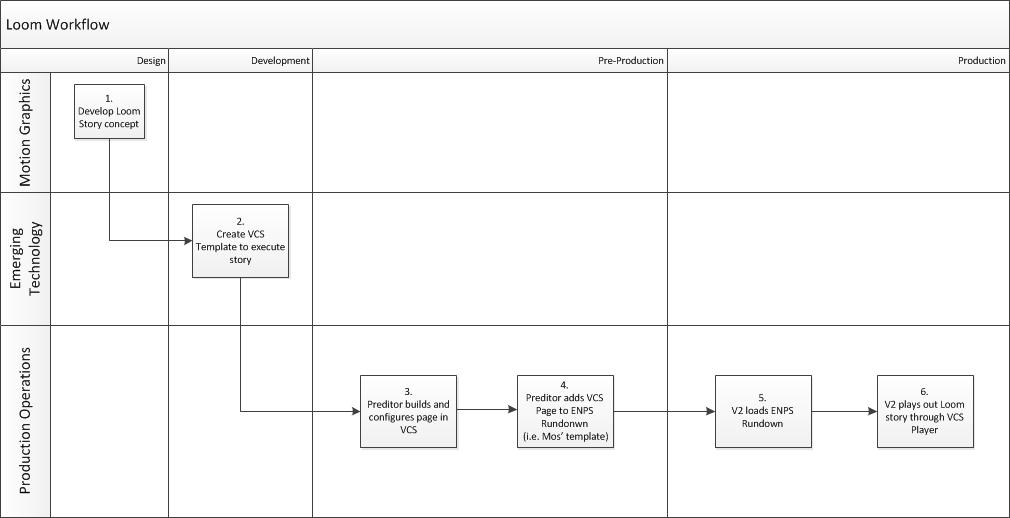 Loom Workflow
Design
Development
Pre-Production
Production
Motion Graphics
1.
Develop Loom
Story concept
Emerging
Technology
2.
Create VCS
Template to execute
story
Production Operations
3.
Preditor builds and
configures page in
VCS
4.
Preditor adds VCS
Page to ENPS
Rundonwn
(i.e. Mos’ template)
5.
V2 loads ENPS
Rundown
6.
V2 plays out Loom
story through VCS
Player